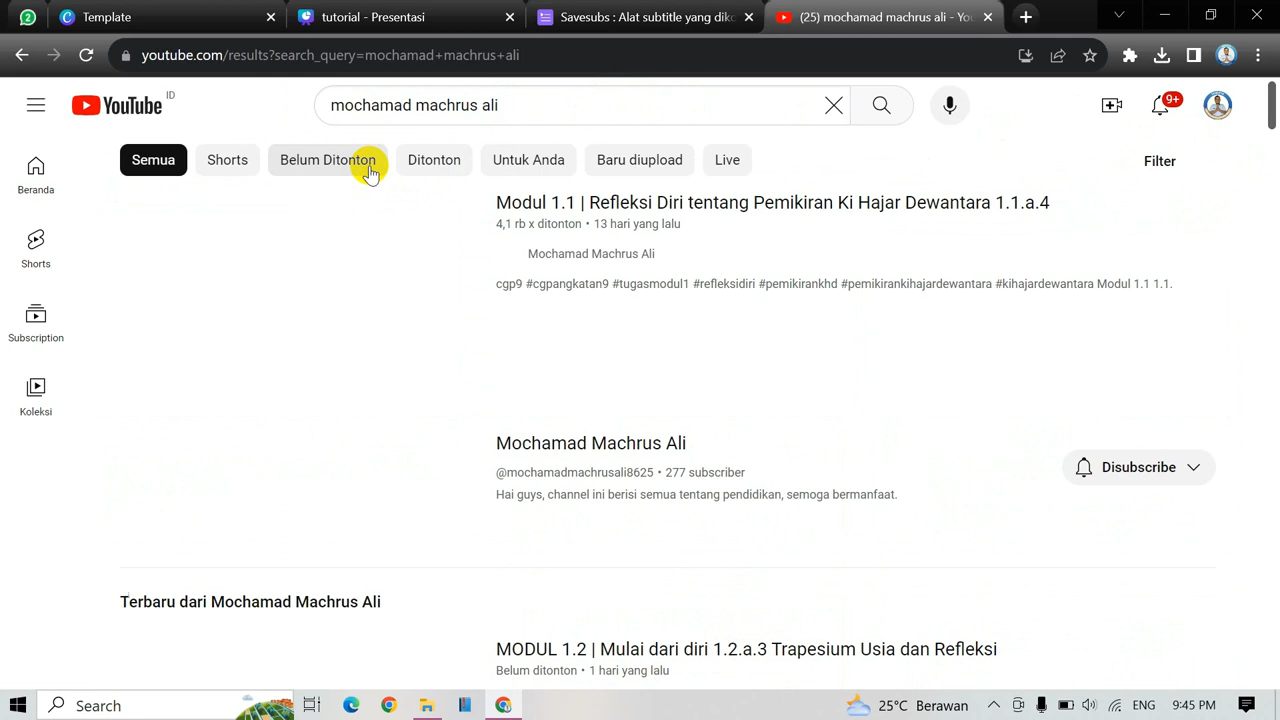 2
Template
tutorial - Presentasi
Savesubs : Alat subtitle yang diko
(25) mochamad machrus ali - You
youtube.com/results?search_query=mochamad+machrus+ali
YouTube ID
mochamad machrus ali
9+
Semua
Shorts
Belum Ditonton
Ditonton
Untuk Anda
Baru diupload
Live
Filter
Beranda
Shorts
Subscription
Koleksi
Modul 1.1 | Refleksi Diri tentang Pemikiran Ki Hajar Dewantara 1.1.a.4
4,1 rb x ditonton • 13 hari yang lalu
Mochamad Machrus Ali
cgp9 #cgpangkatan9 #tugasmodul1 #refleksidiri #pemikirankhd #pemikirankihajardewantara #kihajardewantara Modul 1.1 1.1.
Mochamad Machrus Ali
@mochamadmachrusali8625 • 277 subscriber
Hai guys, channel ini berisi semua tentang pendidikan, semoga bermanfaat.
Disubscribe
Terbaru dari Mochamad Machrus Ali
MODUL 1.2 | Mulai dari diri 1.2.a.3 Trapesium Usia dan Refleksi
Belum ditonton • 1 hari yang lalu
Search
25°C Berawan
ENG
9:45 PM